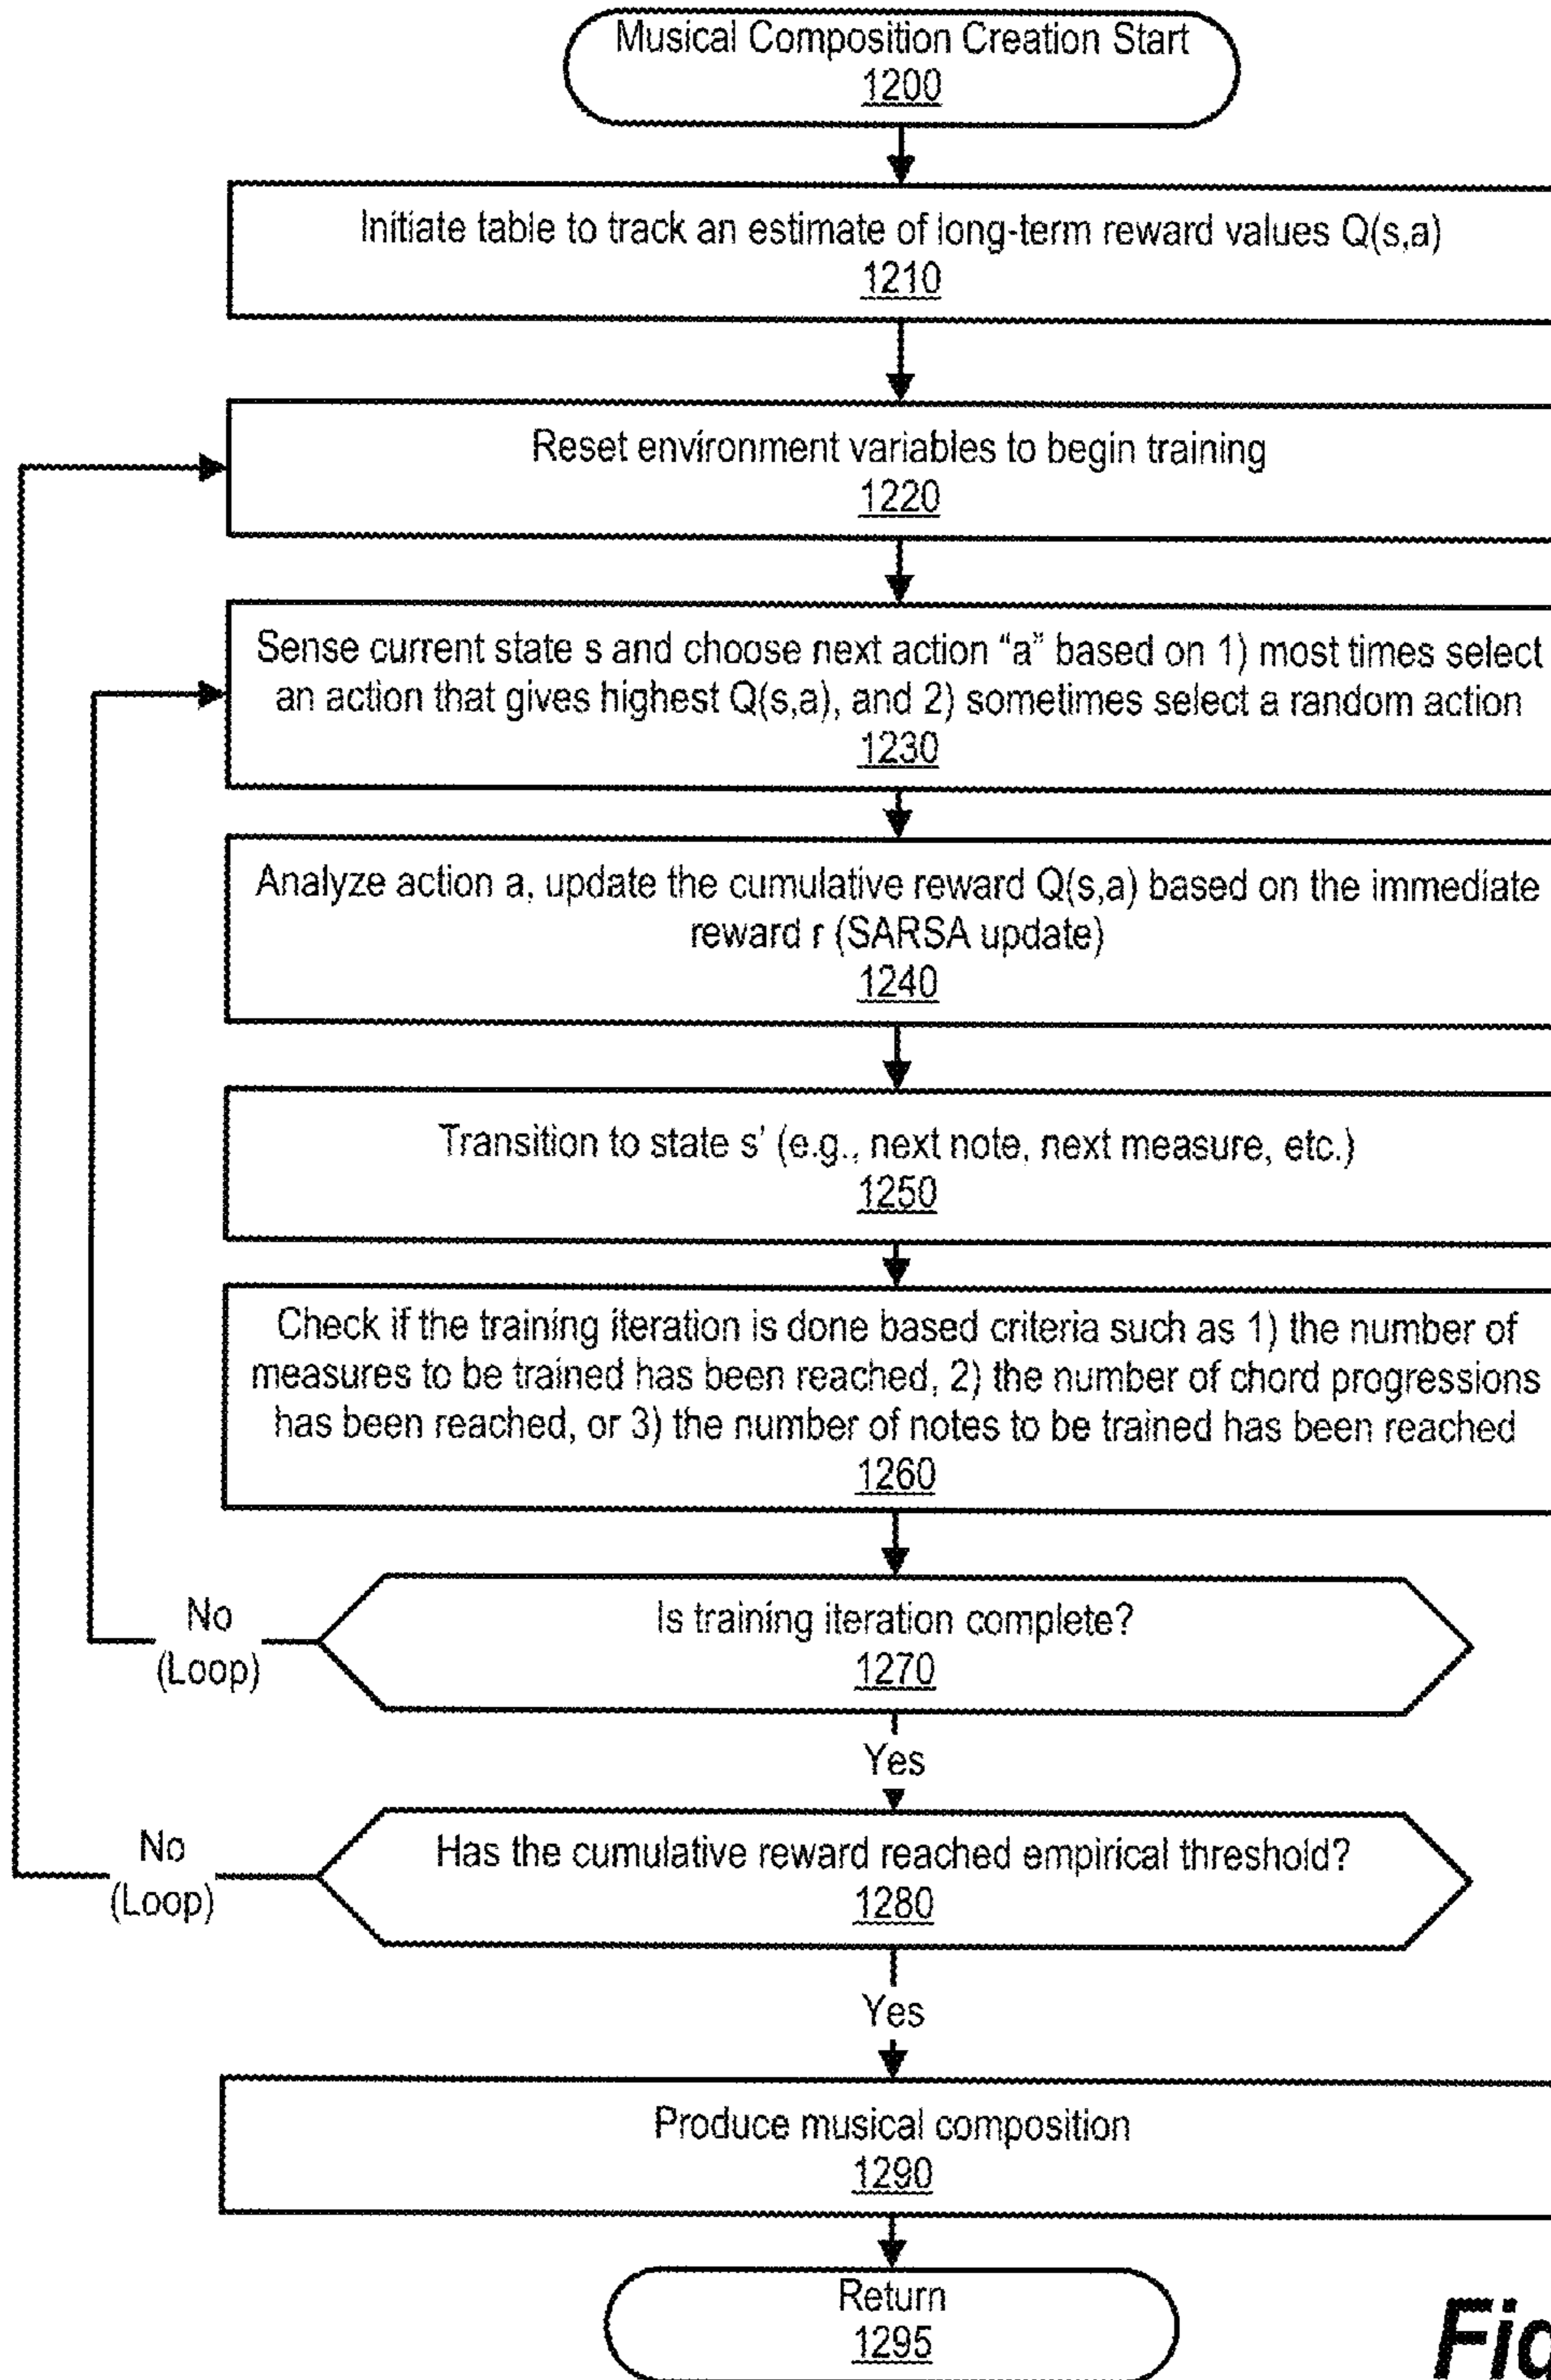 Musical Composition Creation Start
1200
Initiate table to track an estimate of long-term reward values Q(s,a)
1210
Reset environment variables to begin training
1220
Sense current state s and choose next action “a” based on 1) most times select
an action that gives highest Q(s,a), and 2) sometimes select a random action
1230
Analyze action a, update the cumulative reward Q(s,a) based on the immediate
reward r (SARSA update)
1240
Transition to state s’ (e.g., next note, next measure, etc.)
1250
Check if the training iteration is done based criteria such as 1) the number of
measures to be trained has been reached, 2) the number of chord progressions
has been reached, or 3) the number of notes to be trained has been reached
1260
Is training iteration complete?
1270
No
(Loop)
Yes
Has the cumulative reward reached empirical threshold?
1280
No
(Loop)
Yes
Produce musical composition
1290
Return
1295